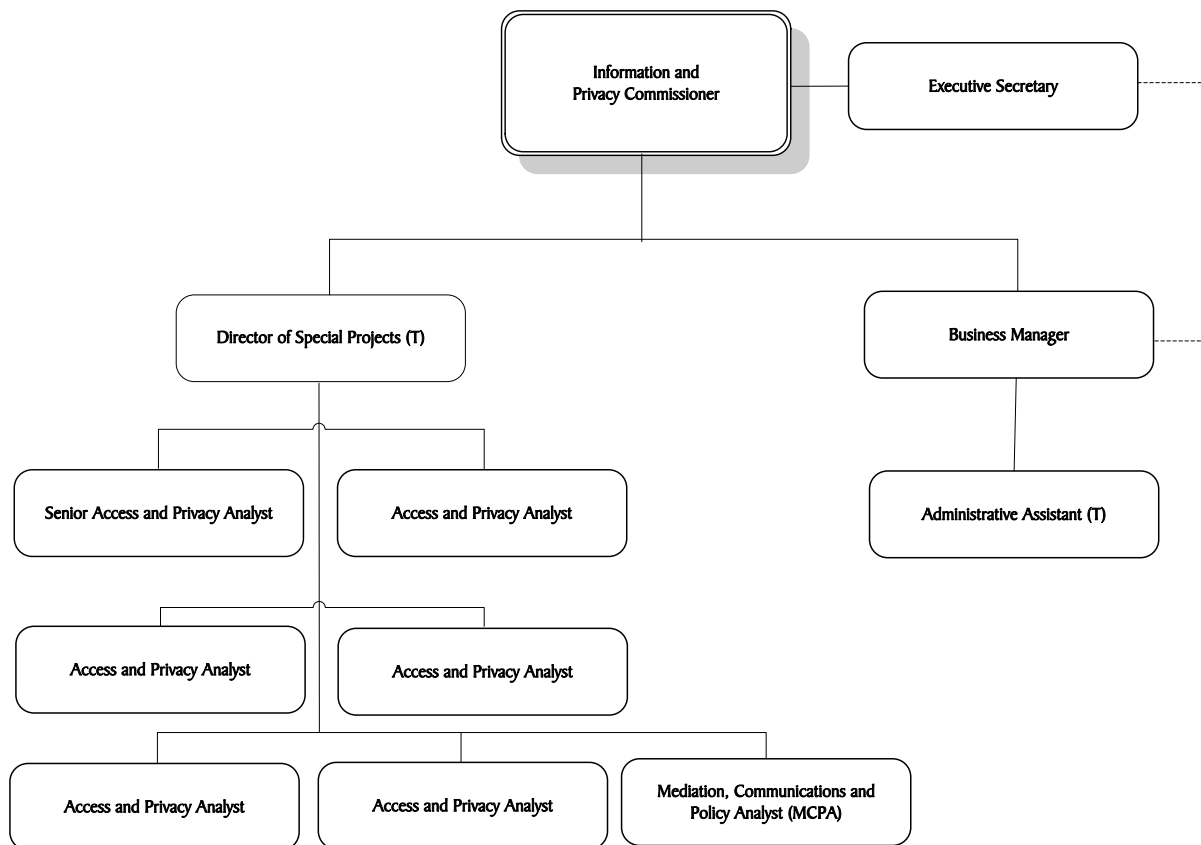 Information and
Privacy Commissioner
Executive Secretary
Director of Special Projects (T)
Business Manager
Senior Access and Privacy Analyst
Access and Privacy Analyst
Administrative Assistant (T)
Access and Privacy Analyst
Access and Privacy Analyst
Access and Privacy Analyst
Access and Privacy Analyst
Mediation, Communications and
Policy Analyst (MCPA)